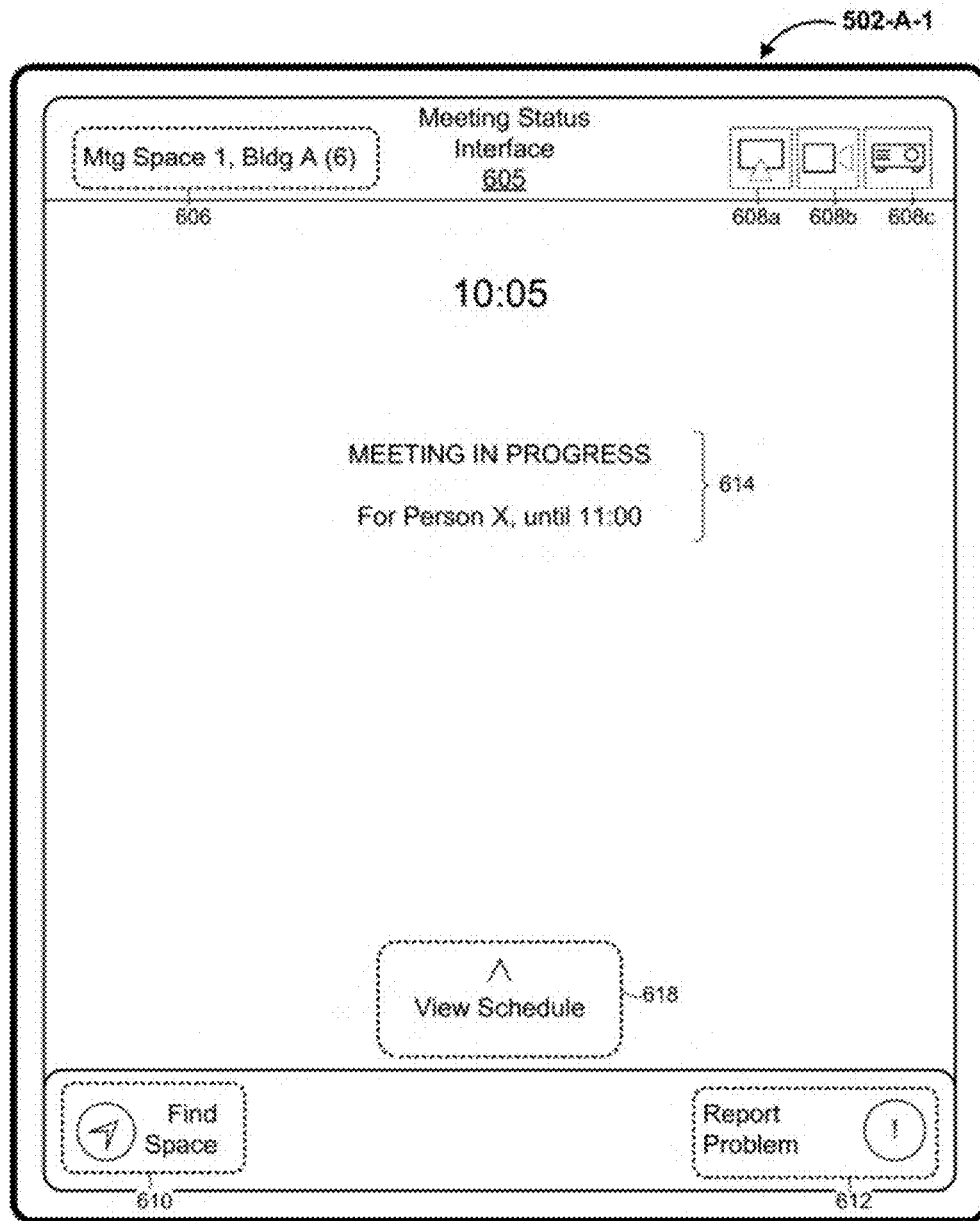 502-A-1
Meeting Status
Interface
605
Mtg Space 1, Bldg A (6)
606
608a
608b
608c
10:05
MEETING IN PROGRESS
For Person X, until 11:00
614
View Schedule
618
Find
Space
610
Report
Problem
!
612